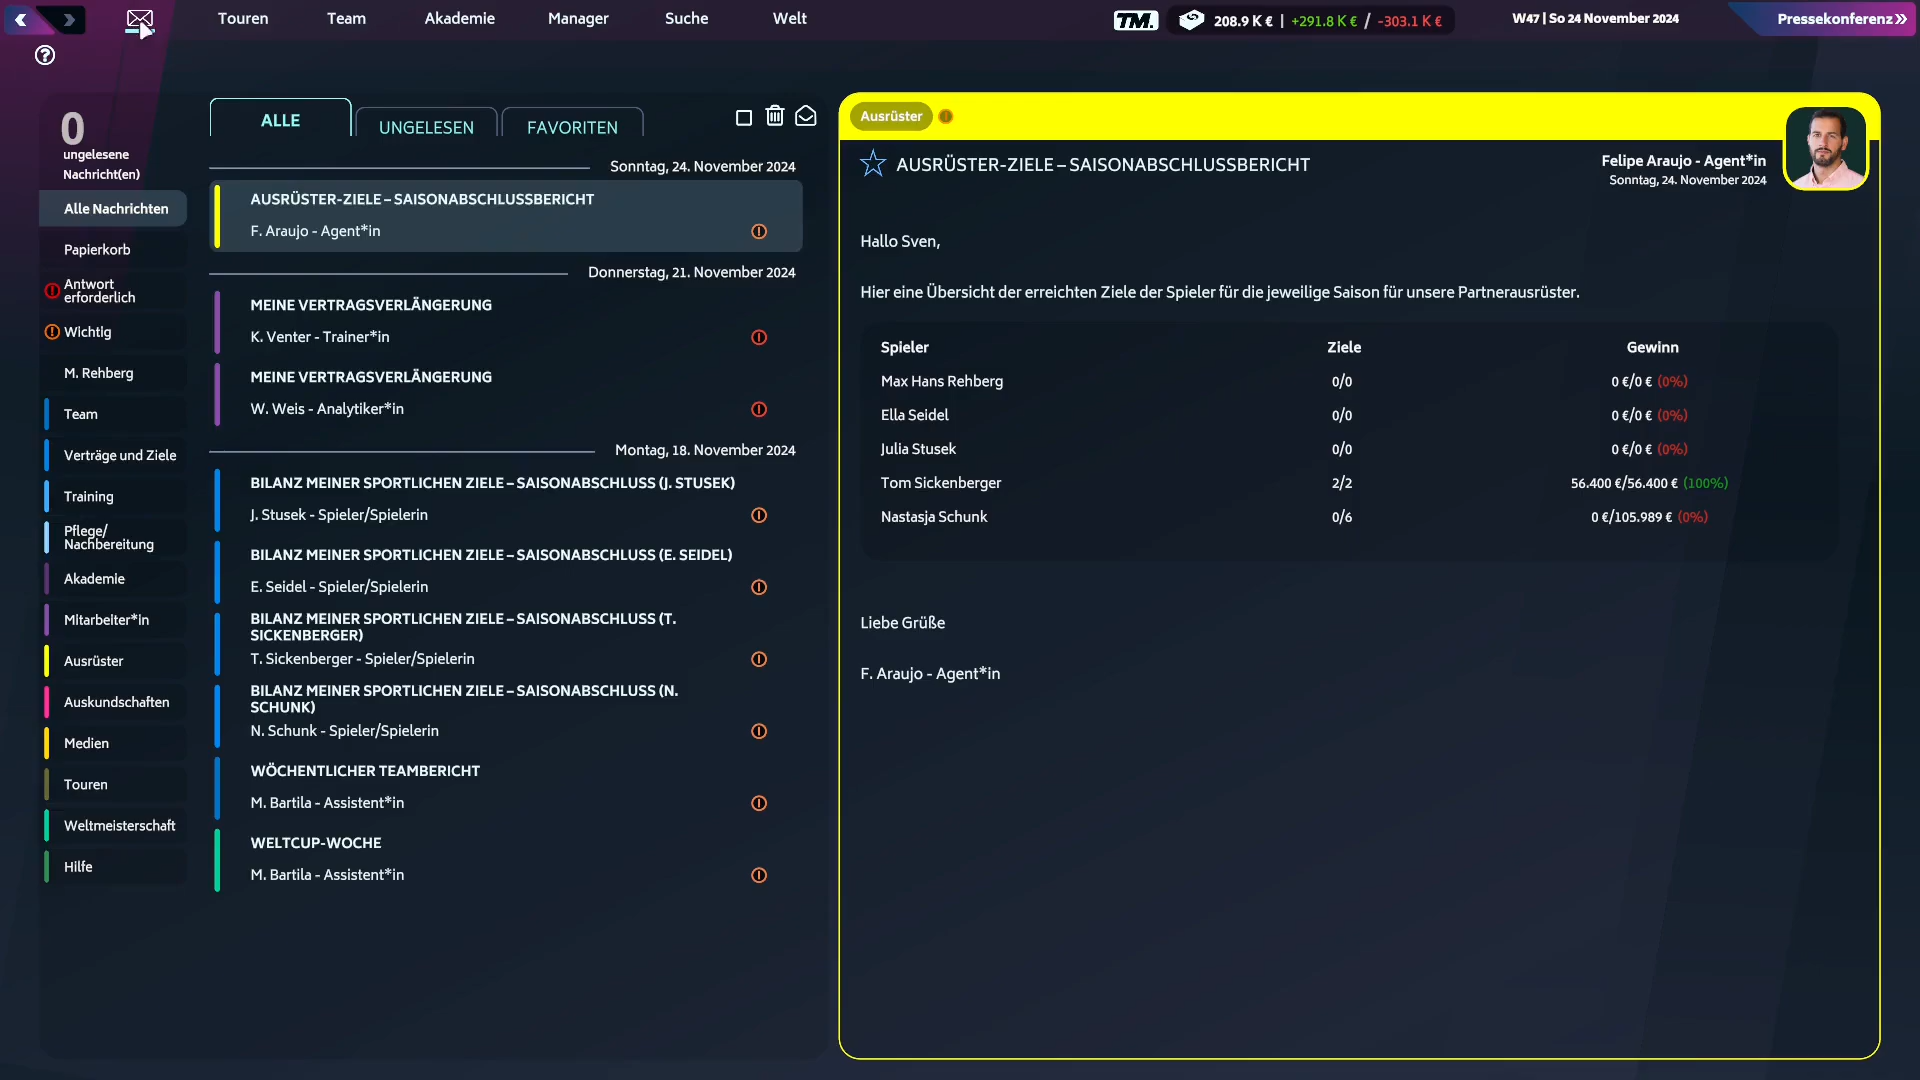 Touren
Team
Akademie
Manager
Suche
Welt
TM.
208.9 K € | +291.8 K € / -303.1 K €
W47 | So 24 November 2024
Pressekonferenz
?
0
ungelesene
Nachricht(en)
Alle Nachrichten
Papierkorb
Antwort
erforderlich
Wichtig
M. Rehberg
Team
Verträge und Ziele
Training
Pflege/
Nachbereitung
Akademie
Mitarbeiter*in
Ausrüster
Auskundschaften
Medien
Touren
Weltmeisterschaft
Hilfe
ALLE
UNGELESEN
FAVORITEN
Sonntag, 24. November 2024
AUSRÜSTER-ZIELE – SAISONABSCHLUSSBERICHT
F. Araujo - Agent*in
Donnerstag, 21. November 2024
MEINE VERTRAGSVERLÄNGERUNG
K. Venter - Trainer*in
MEINE VERTRAGSVERLÄNGERUNG
W. Weis - Analytiker*in
Montag, 18. November 2024
BILANZ MEINER SPORTLICHEN ZIELE – SAISONABSCHLUSS (J. STUSEK)
J. Stusek - Spieler/Spielerin
BILANZ MEINER SPORTLICHEN ZIELE – SAISONABSCHLUSS (E. SEIDEL)
E. Seidel - Spieler/Spielerin
BILANZ MEINER SPORTLICHEN ZIELE – SAISONABSCHLUSS (T.
SICKENBERGER)
T. Sickenberger - Spieler/Spielerin
BILANZ MEINER SPORTLICHEN ZIELE – SAISONABSCHLUSS (N.
SCHUNK)
N. Schunk - Spieler/Spielerin
WÖCHENTLICHER TEAMBERICHT
M. Bartila - Assistent*in
WELTCUP-WOCHE
M. Bartila - Assistent*in
Ausrüster
AUSRÜSTER-ZIELE – SAISONABSCHLUSSBERICHT
Felipe Araujo - Agent*in
Sonntag, 24. November 2024
Hallo Sven,
Hier eine Übersicht der erreichten Ziele der Spieler für die jeweilige Saison für unsere Partnerausrüster.
Spieler Ziele Gewinn
Max Hans Rehberg 0/0 0 €/0 € (0%)
Ella Seidel 0/0 0 €/0 € (0%)
Julia Stusek 0/0 0 €/0 € (0%)
Tom Sickenberger 2/2 56.400 €/56.400 € (100%)
Nastasja Schunk 0/6 0 €/105.989 € (0%)
Liebe Grüße
F. Araujo - Agent*in